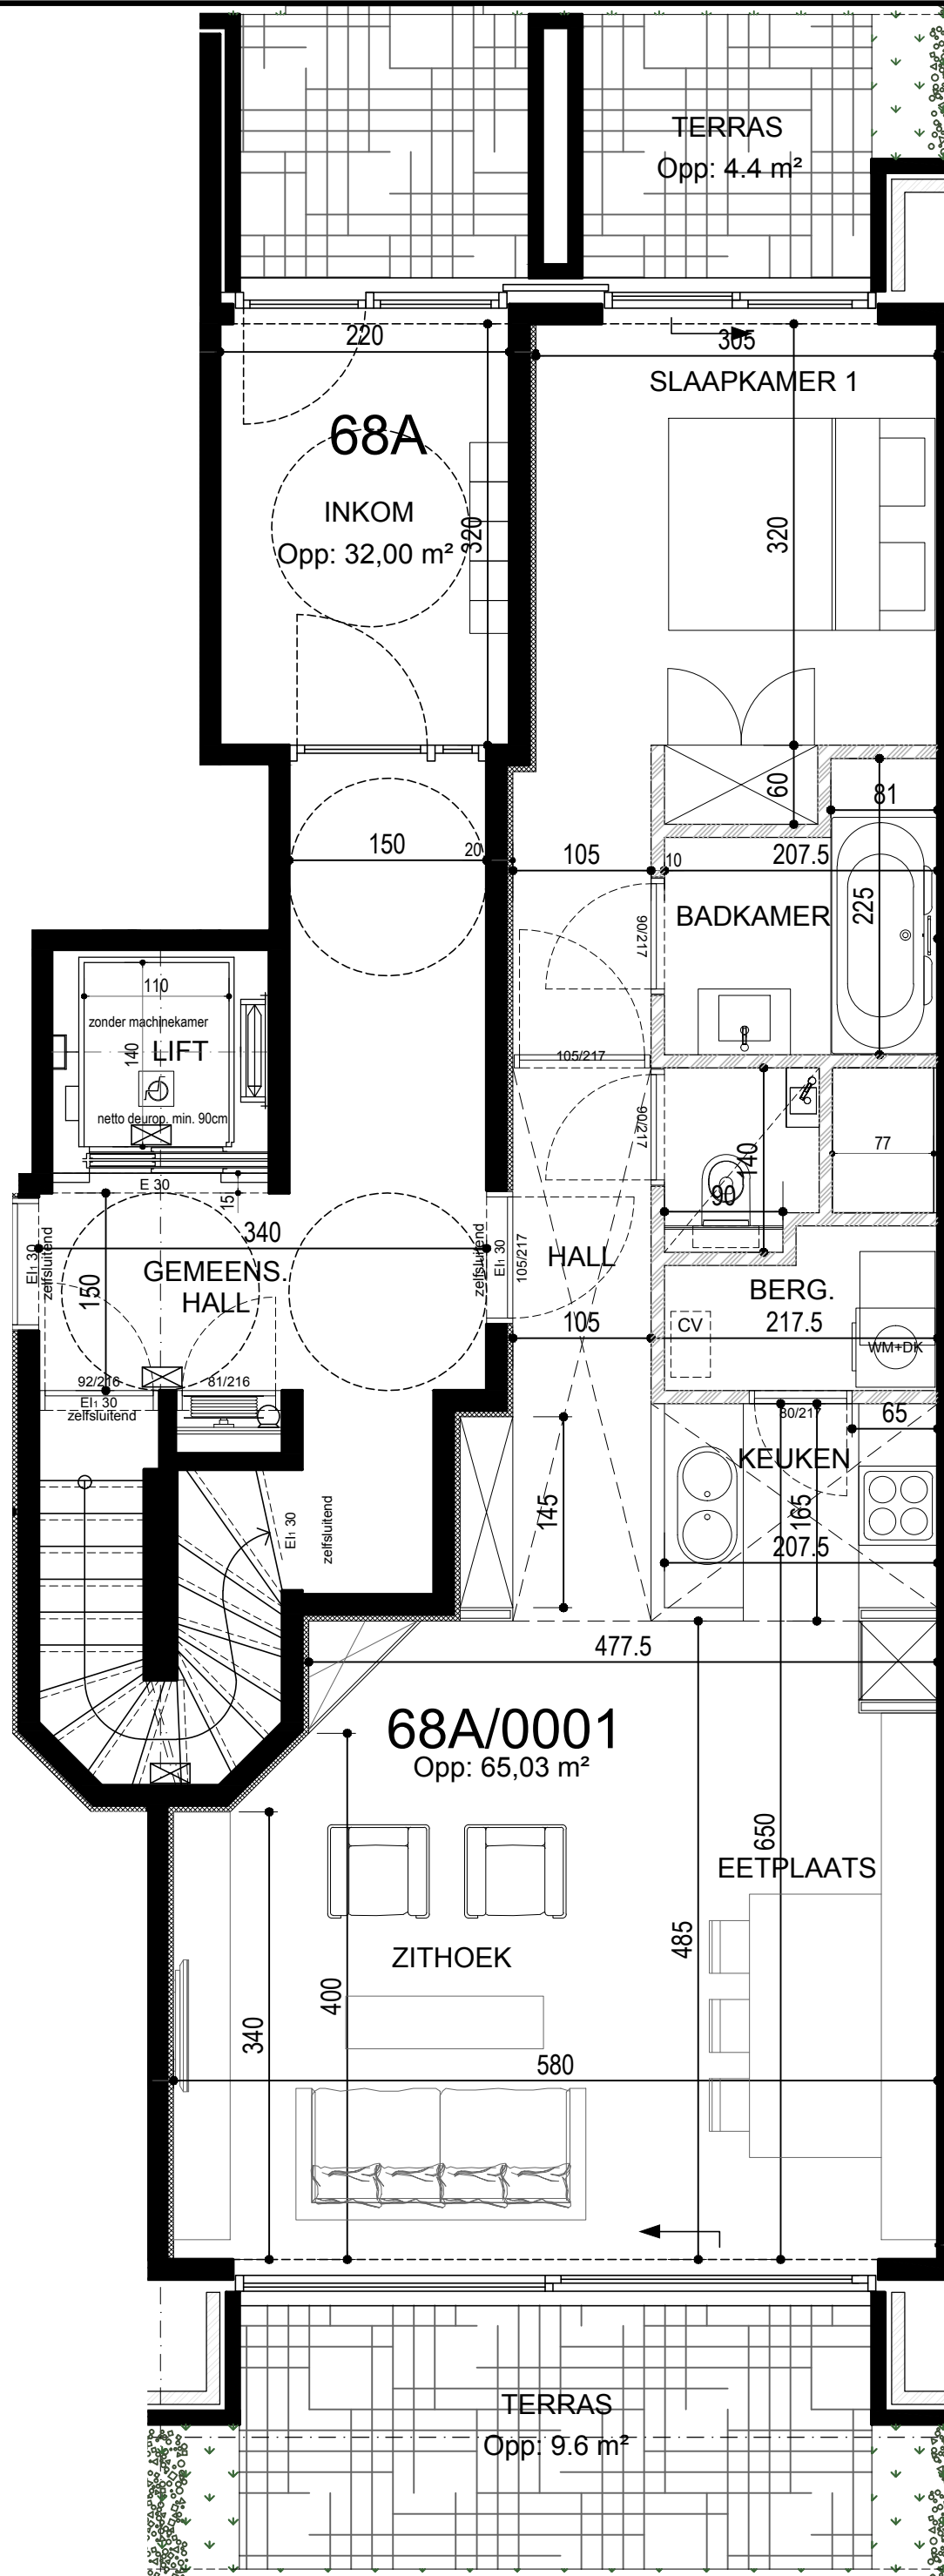 TERRAS
Opp: 4.4 m²
220
305
SLAAPKAMER 1
68A
INKOM
Opp: 32,00 m²
320
320
60
81
150
20
105
10
207.5
BADKAMER
225
90/217
110
zonder machinekamer
LIFT
140
netto deurop. min. 90cm
105/217
90/217
140
90
77
E 30
15
340
EI₁ 30
zelfsluitend
GEMEENS.
HALL
150
zelfsluitend
EI₁ 30
105/217
HALL
105
BERG.
217.5
CV
WM+DK
92/216
EI₁ 30
zelfsluitend
81/216
80/217
65
KEUKEN
145
165
207.5
EI₁ 30
zelfsluitend
477.5
68A/0001
Opp: 65,03 m²
650
EETPLAATS
485
ZITHOEK
400
340
580
TERRAS
Opp: 9.6 m²